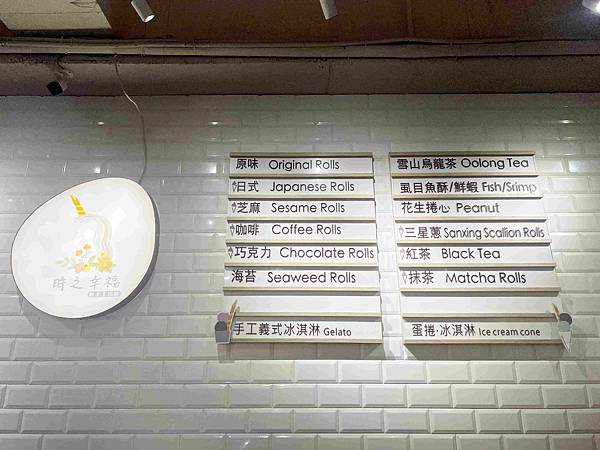 時之幸福
原味 Original Rolls
日式 Japanese Rolls
芝麻 Sesame Rolls
咖啡 Coffee Rolls
巧克力 Chocolate Rolls
海苔 Seaweed Rolls
手工義式冰淇淋 Gelato
雪山烏龍茶 Oolong Tea
虱目魚酥/鮮蝦 Fish/Srimp
花生捲心 Peanut
三星蔥 Sanxing Scallion Rolls
紅茶 Black Tea
抹茶 Matcha Rolls
蛋捲·冰淇淋 Ice cream cone